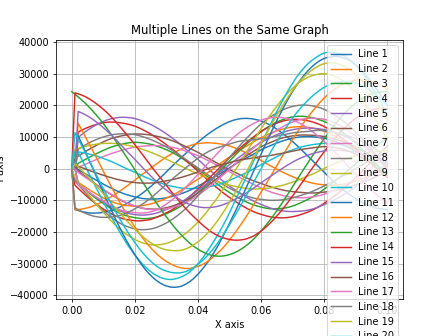 Multiple Lines on the Same Graph
40000
30000
20000
10000
0
−10000
−20000
−30000
−40000
0.00
0.02
0.04
0.06
0.08
X axis
Line 1
Line 2
Line 3
Line 4
Line 5
Line 6
Line 7
Line 8
Line 9
Line 10
Line 11
Line 12
Line 13
Line 14
Line 15
Line 16
Line 17
Line 18
Line 19
Line 20